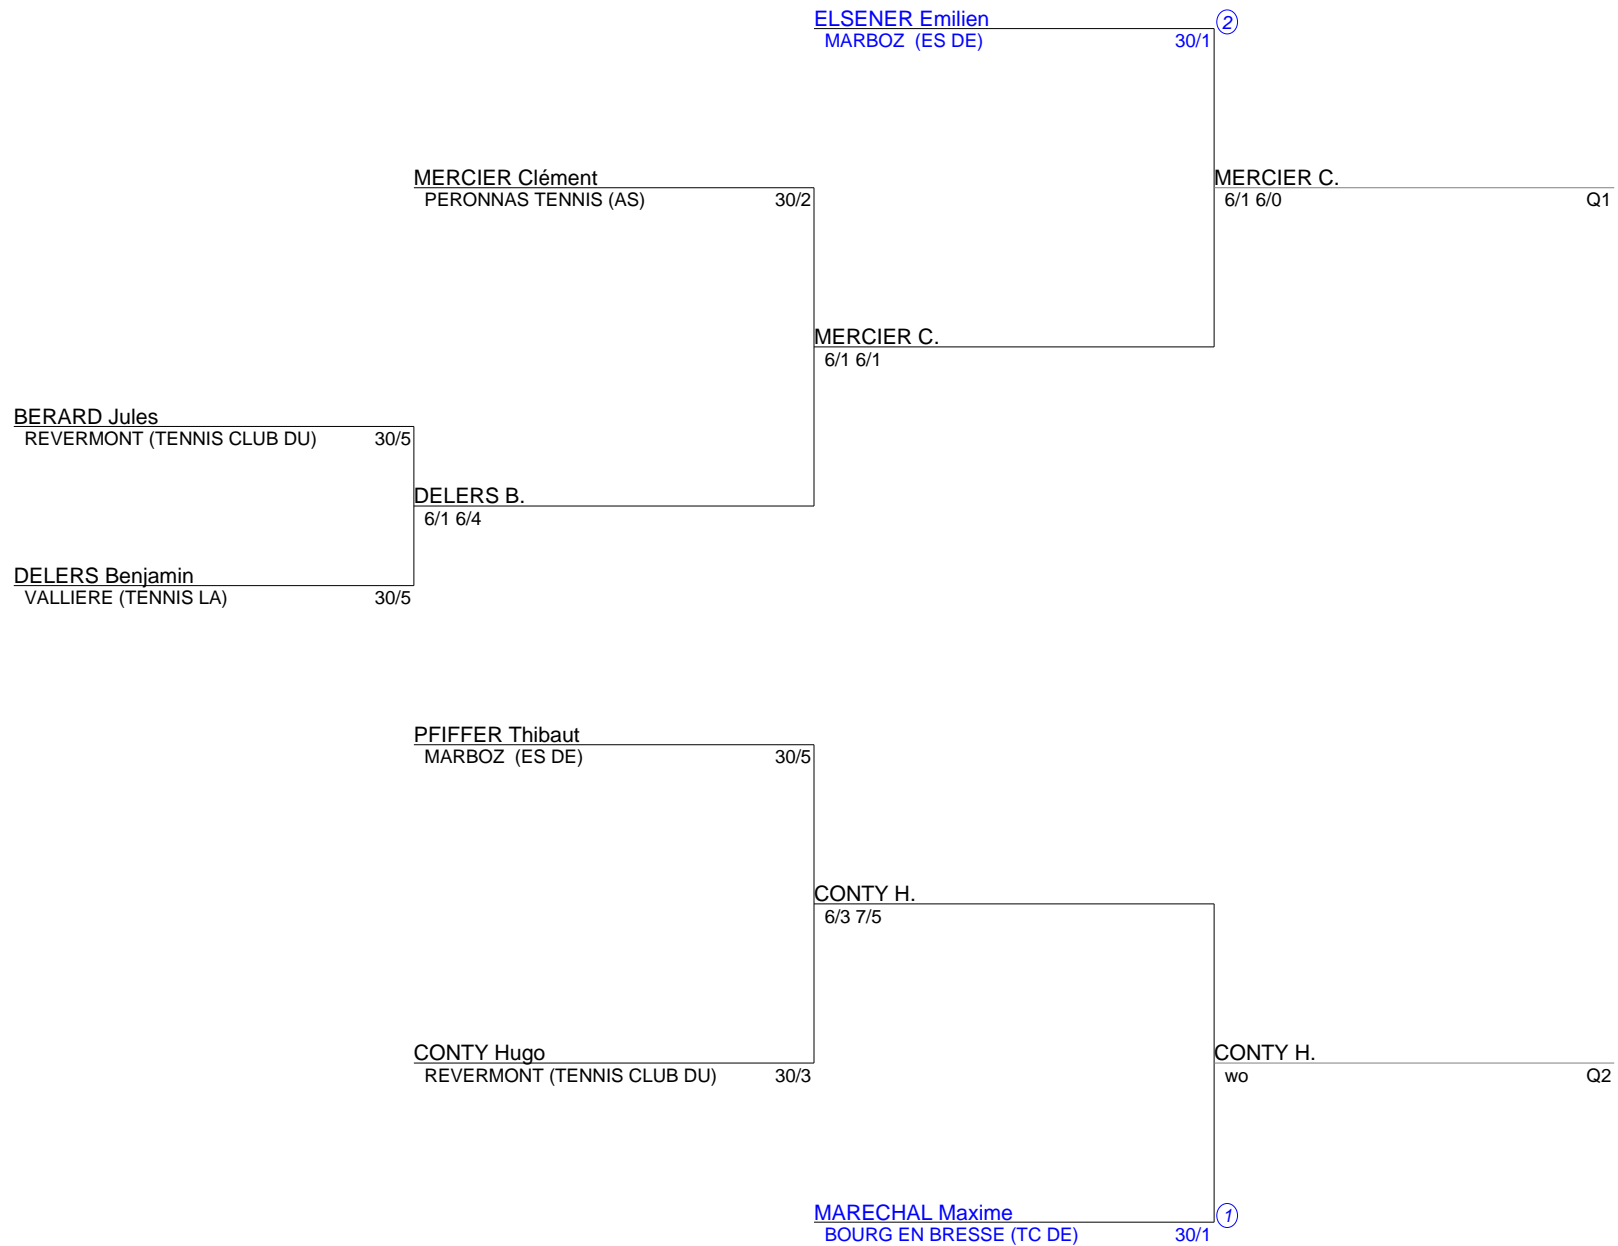 ELSENER Emilien
2
MARBOZ  (ES DE) 30/1
MERCIER Clément
PERONNAS TENNIS (AS) 30/2
MERCIER C.
6/1 6/0 Q1
MERCIER C.
6/1 6/1
BERARD Jules
REVERMONT (TENNIS CLUB DU) 30/5
DELERS B.
6/1 6/4
DELERS Benjamin
VALLIERE (TENNIS LA) 30/5
PFIFFER Thibaut
MARBOZ  (ES DE) 30/5
CONTY H.
6/3 7/5
CONTY Hugo
REVERMONT (TENNIS CLUB DU) 30/3
CONTY H.
wo Q2
MARECHAL Maxime
1
BOURG EN BRESSE (TC DE) 30/1